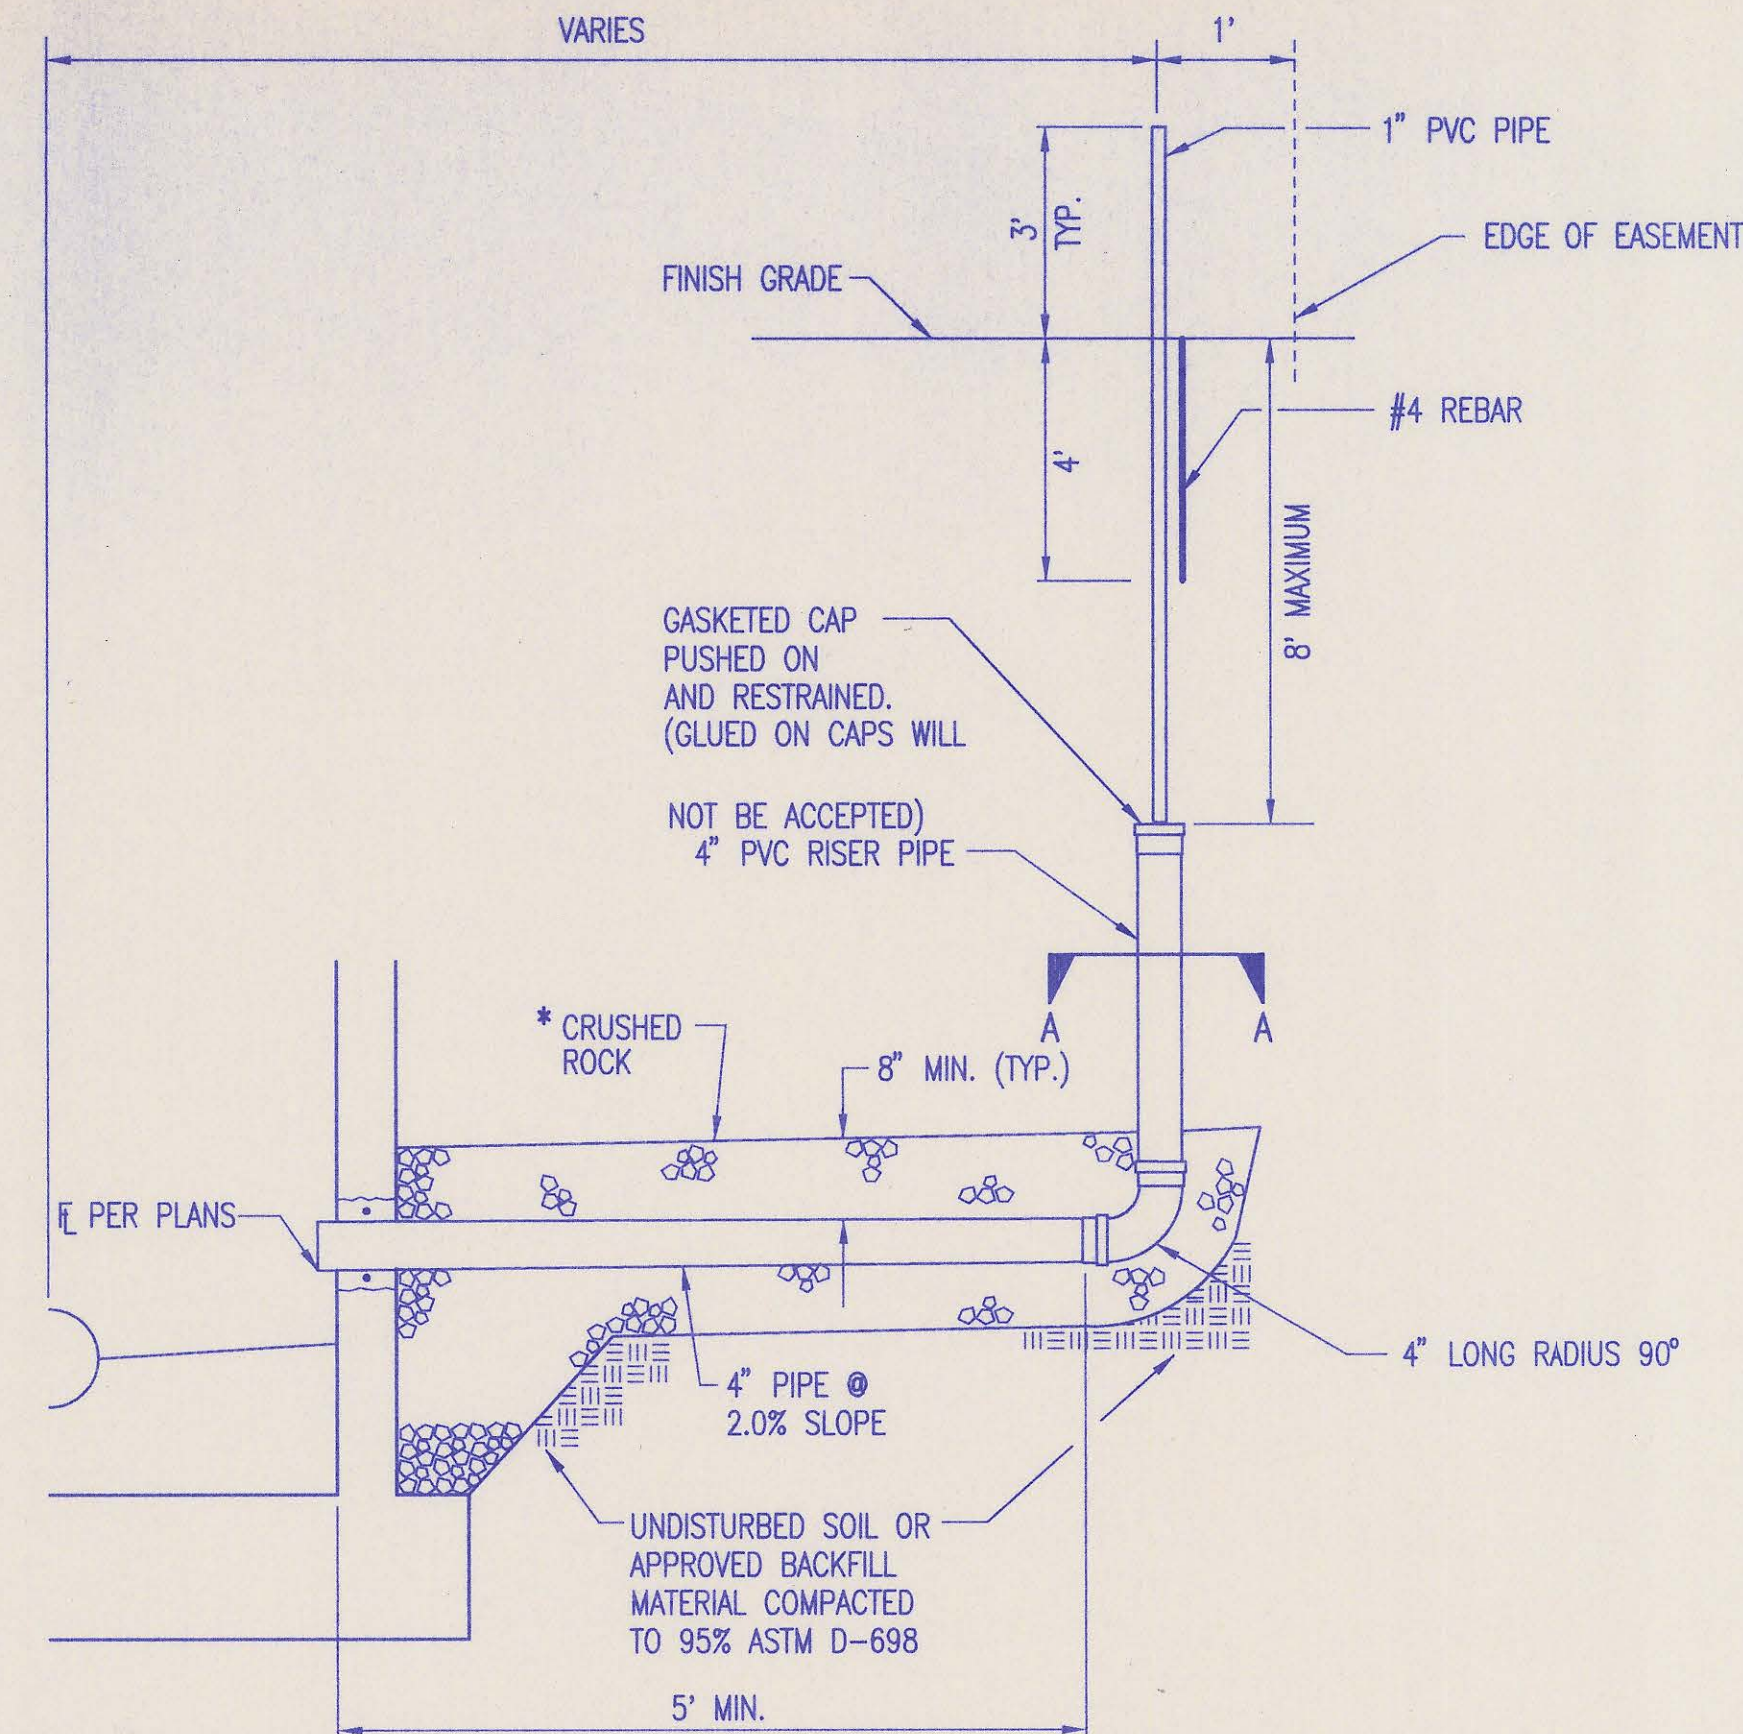 VARIES
1'
1" PVC PIPE
3'
TYP.
EDGE OF EASEMENT
FINISH GRADE
#4 REBAR
4'
8' MAXIMUM
GASKETED CAP
PUSHED ON
AND RESTRAINED.
(GLUED ON CAPS WILL
NOT BE ACCEPTED)
4" PVC RISER PIPE
A A
* CRUSHED
ROCK
8" MIN. (TYP.)
FL PER PLANS
4" LONG RADIUS 90°
4" PIPE @
2.0% SLOPE
UNDISTURBED SOIL OR
APPROVED BACKFILL
MATERIAL COMPACTED
TO 95% ASTM D-698
5' MIN.